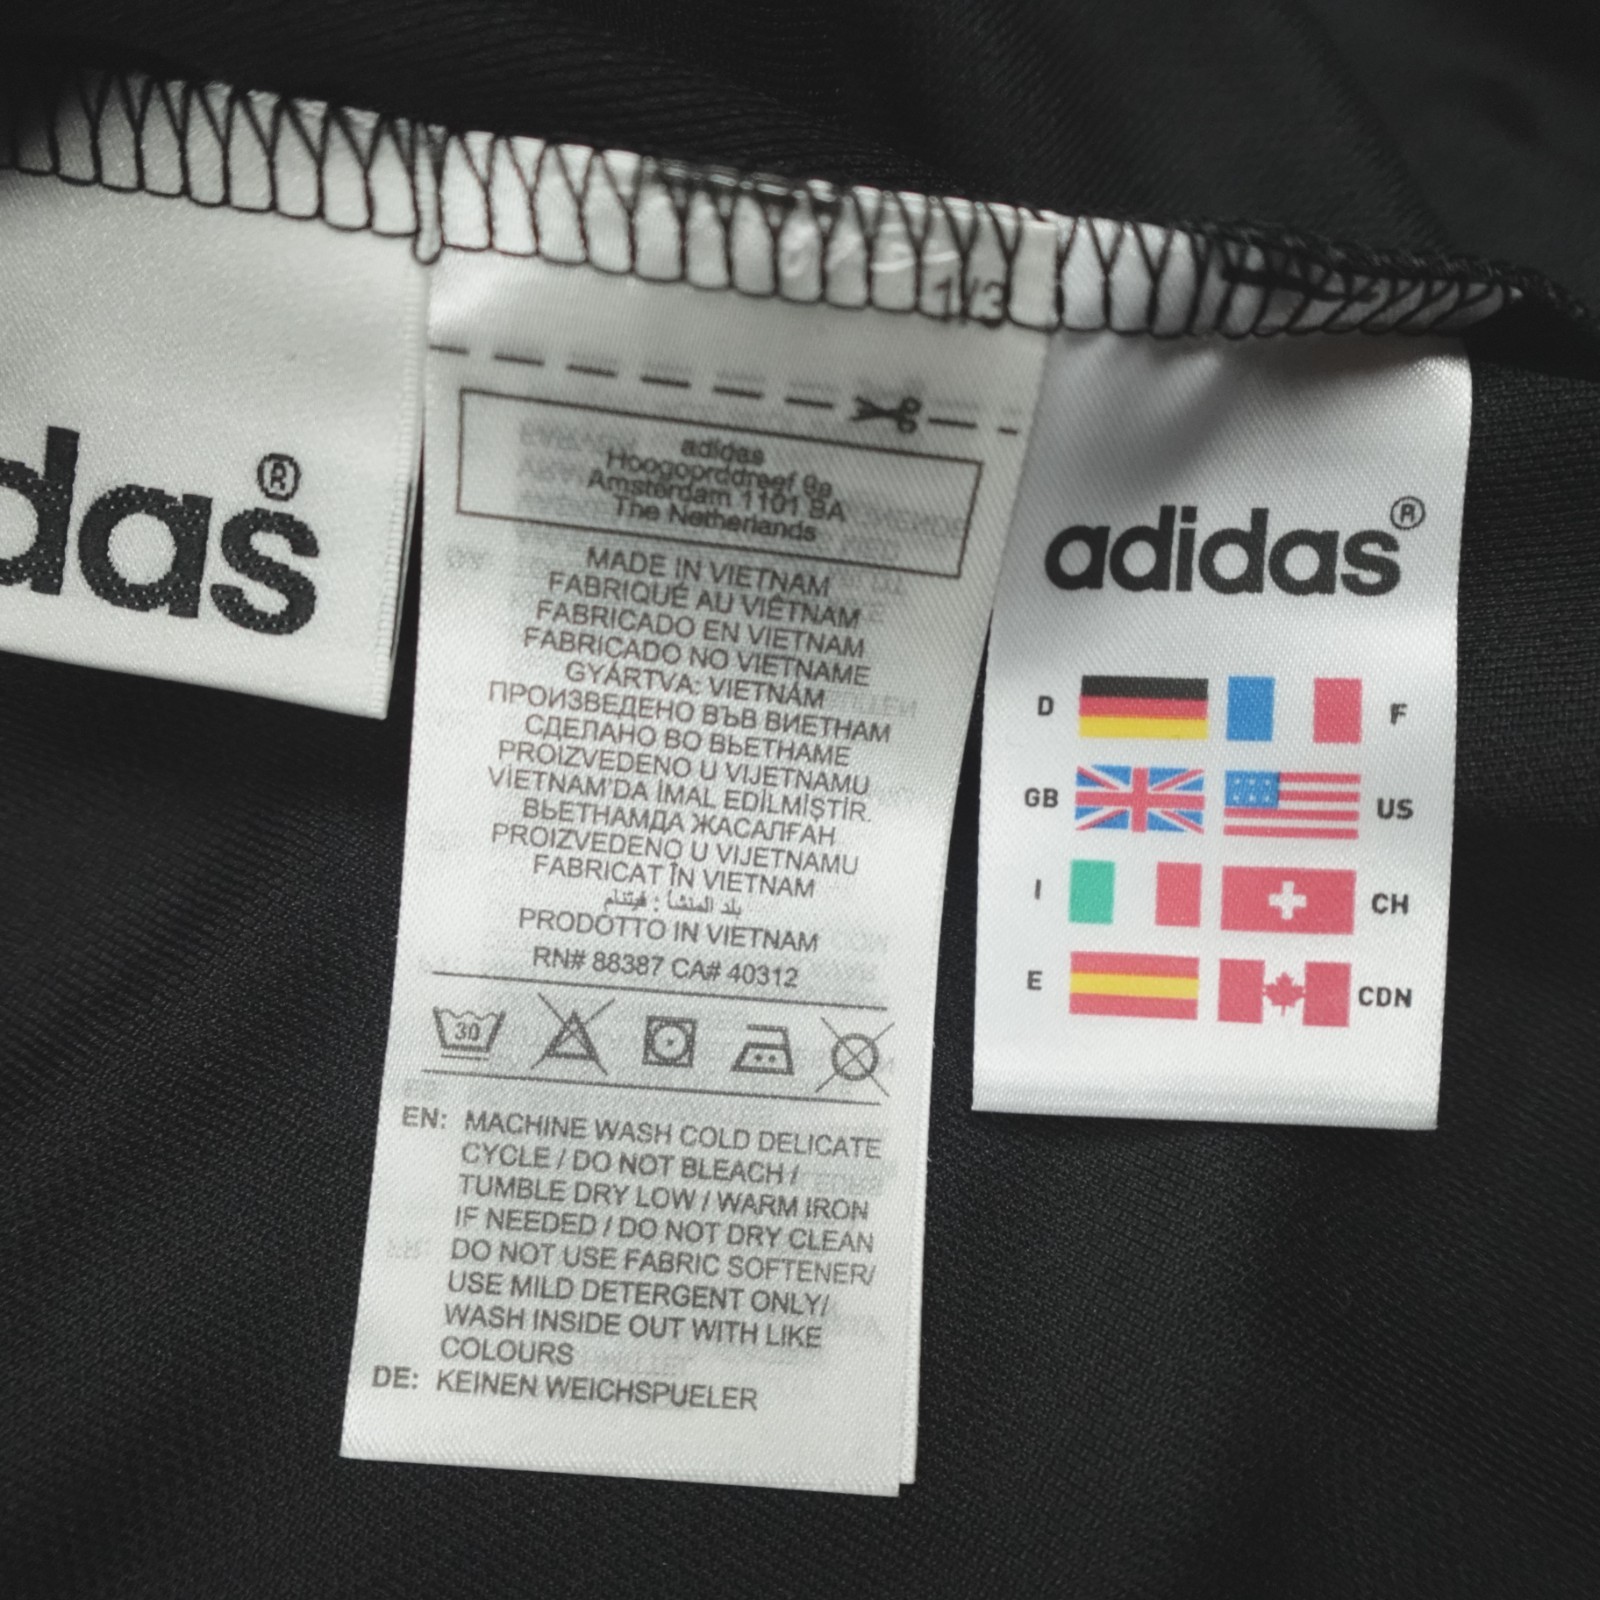 das®
1/3
adidas
Hoogoorddreef 9a
Amsterdam 1101 BA
The Netherlands
MADE IN VIETNAM
FABRIQUÉ AU VIÊTNAM
FABRICADO EN VIETNAM
FABRICADO NO VIETNAME
GYÁRTVA: VIETNÁM
ПРОИЗВЕДЕНО ВЪВ ВИЕТНАМ
СДЕЛАНО ВО ВЬЕТНАМЕ
PROIZVEDENO U VIJETNAMU
VİETNAM'DA İMAL EDİLMİŞTİR.
ВЬЕТНАМДА ЖАСАЛҒАН
PROIZVEDENO U VIJETNAMU
FABRICAT ÎN VIETNAM
بلد المنشأ : فيتنام
PRODOTTO IN VIETNAM
RN# 88387 CA# 40312
30
EN: MACHINE WASH COLD DELICATE
CYCLE / DO NOT BLEACH /
TUMBLE DRY LOW / WARM IRON
IF NEEDED / DO NOT DRY CLEAN
DO NOT USE FABRIC SOFTENER/
USE MILD DETERGENT ONLY/
WASH INSIDE OUT WITH LIKE
COLOURS
DE: KEINEN WEICHSPUELER
adidas®
D F
GB US
I CH
E CDN